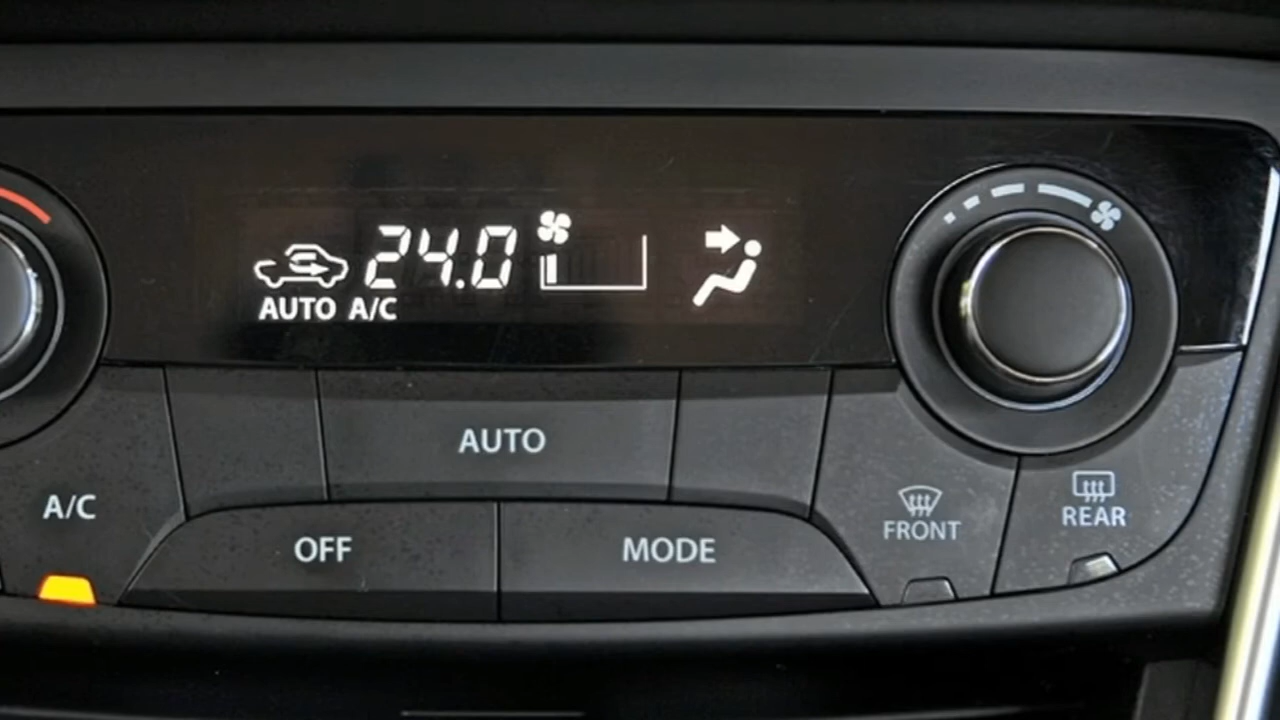 24.0
AUTO A/C
AUTO
A/C
OFF
MODE
FRONT
REAR